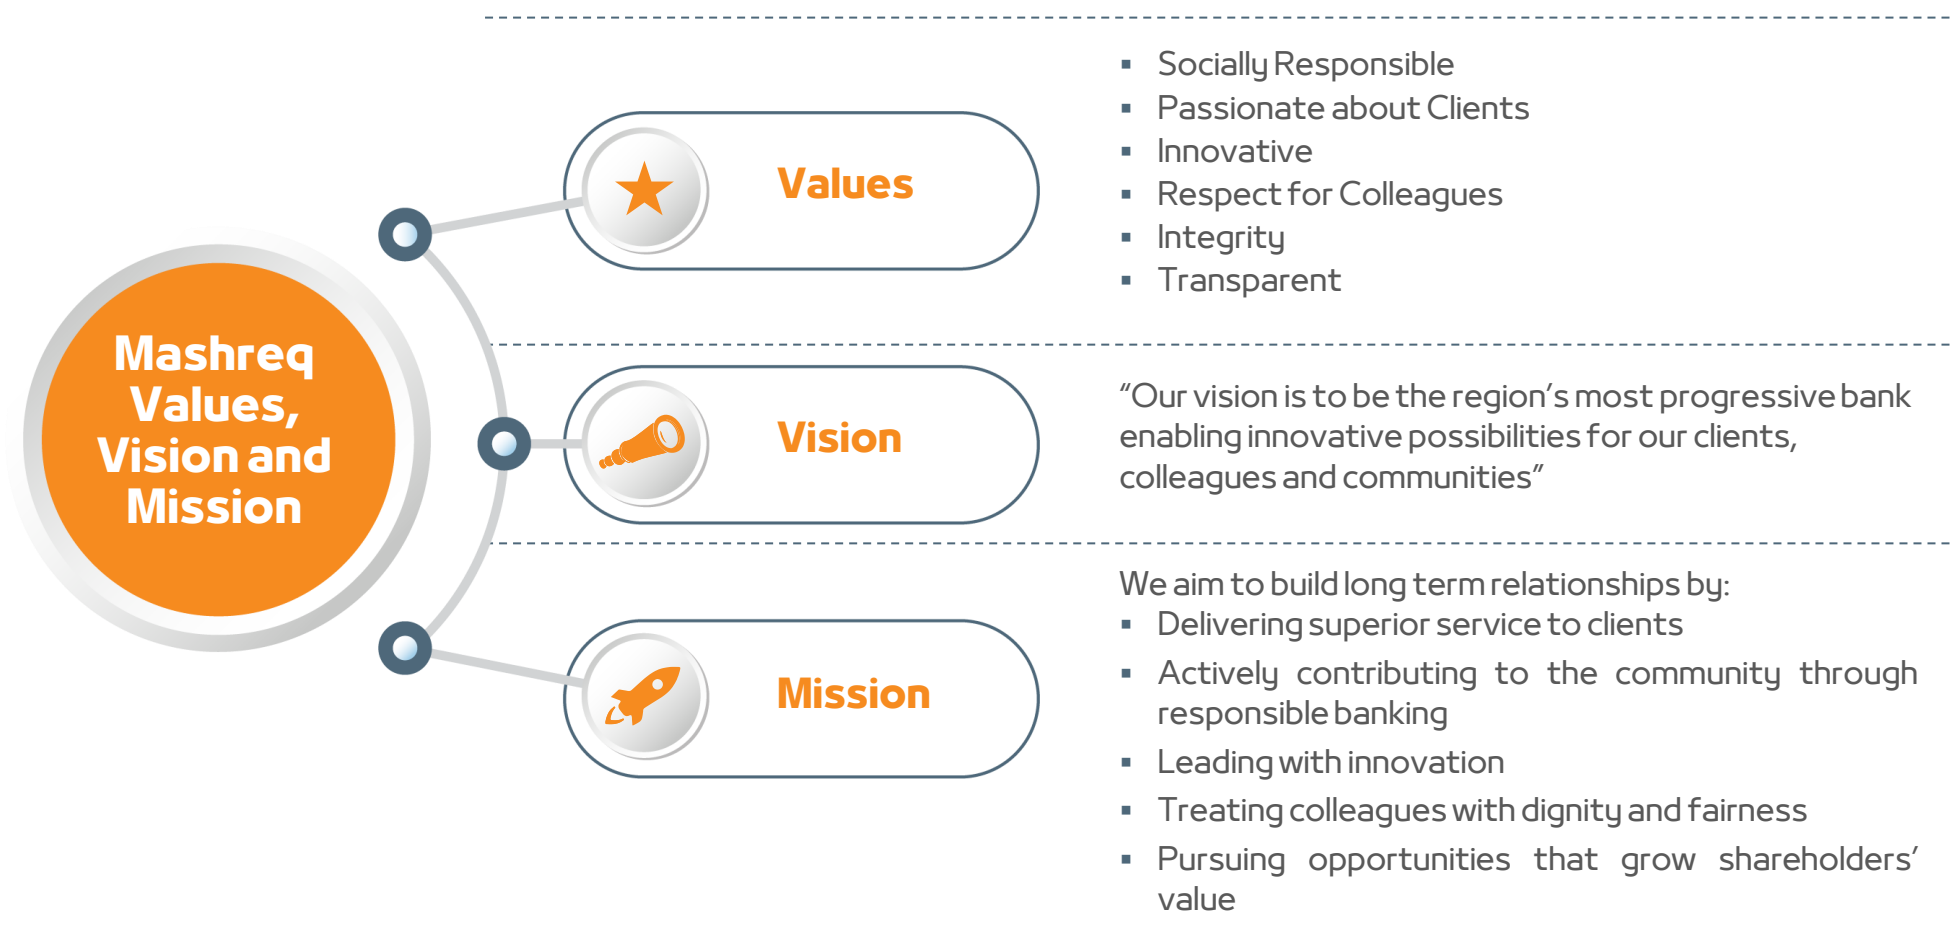 Mashreq
Values,
Vision and
Mission
Values
▪ Socially Responsible
▪ Passionate about Clients
▪ Innovative
▪ Respect for Colleagues
▪ Integrity
▪ Transparent
Vision
“Our vision is to be the region’s most progressive bank
enabling innovative possibilities for our clients,
colleagues and communities”
Mission
We aim to build long term relationships by:
▪ Delivering superior service to clients
▪ Actively contributing to the community through
responsible banking
▪ Leading with innovation
▪ Treating colleagues with dignity and fairness
▪ Pursuing opportunities that grow shareholders’
value